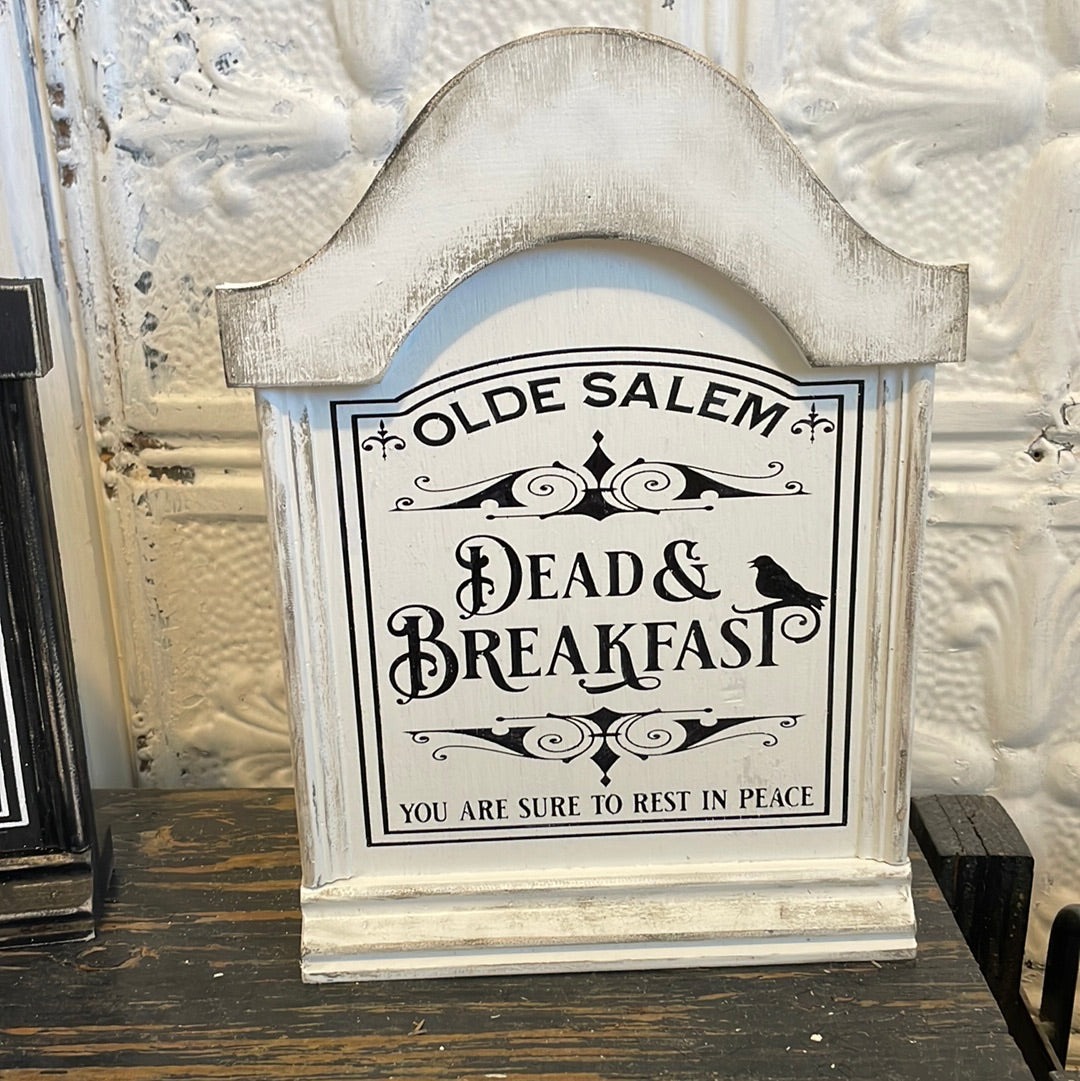 OLDE SALEM
DEAD &
BREAKFAST
YOU ARE SURE TO REST IN PEACE